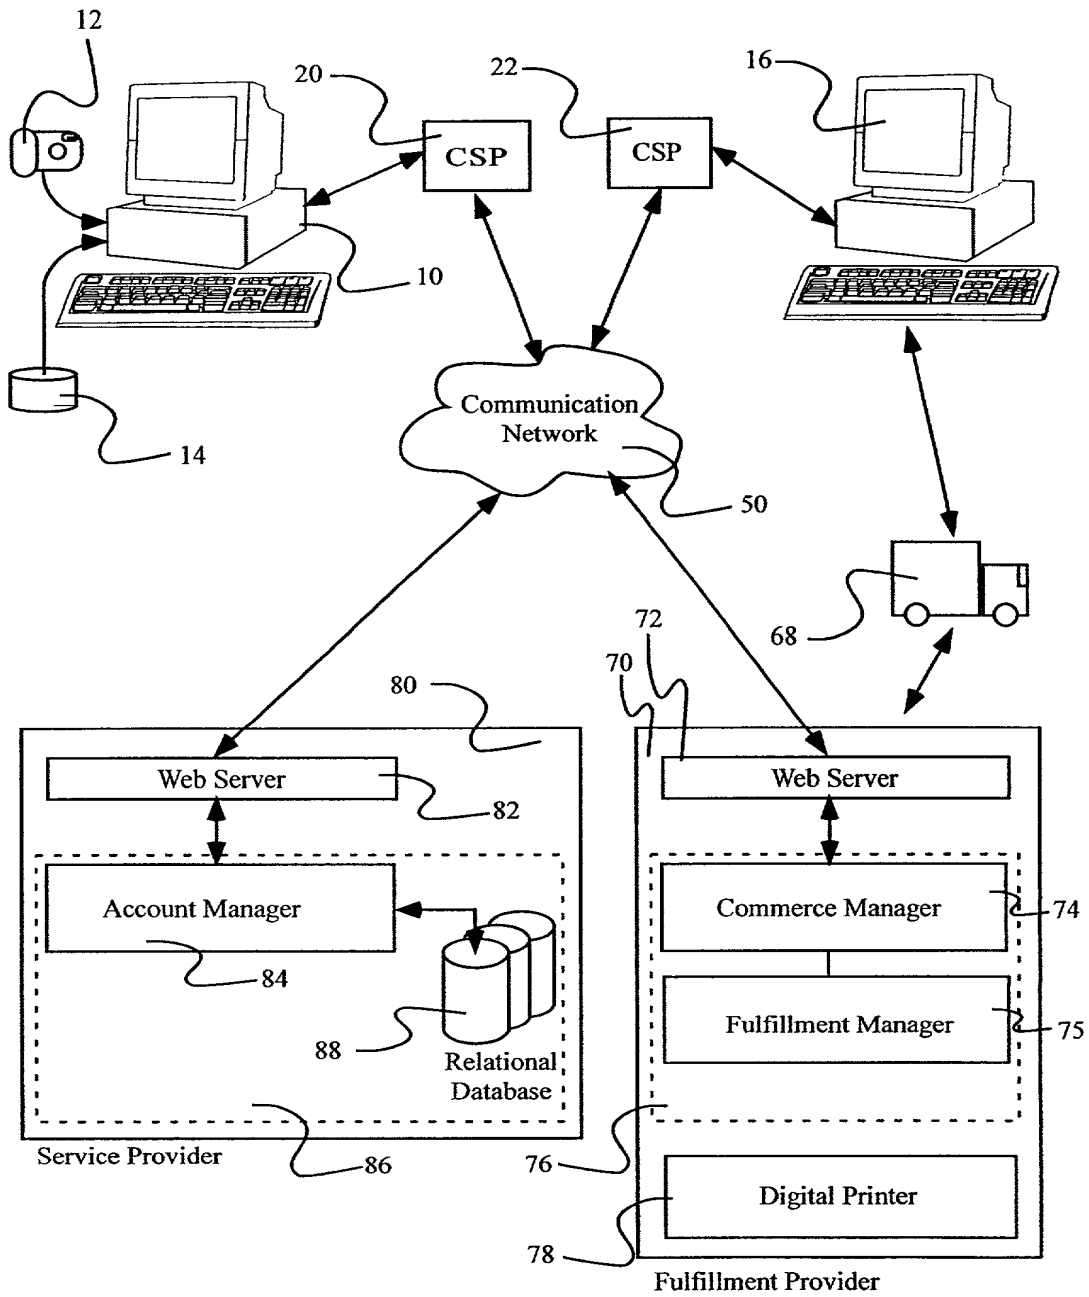 12
20
22
16
CSP
CSP
10
14
Communication
Network
50
68
72
70
80
Web Server
82
Web Server
Account Manager
84
Commerce Manager
74
88
Relational
Database
Fulfillment Manager
75
86
Service Provider
76
Digital Printer
78
Fulfillment Provider